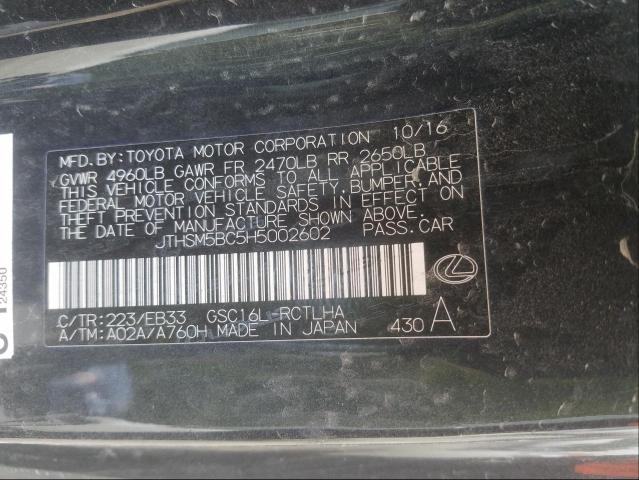 MFD.BY:TOYOTA MOTOR CORPORATION 10/16
GVWR 4960LB GAWR FR 2470LB RR 2650LB
THIS VEHICLE CONFORMS TO ALL APPLICABLE
FEDERAL MOTOR VEHICLE SAFETY, BUMPER, AND
THEFT PREVENTION STANDARDS IN EFFECT ON
THE DATE OF MANUFACTURE SHOWN ABOVE.
JTHSM5BC5H5002602 PASS.CAR
C/TR:223/EB33 GSC16L-RCTLHA
A/TM:A02A/A760H MADE IN JAPAN 430 A
24350